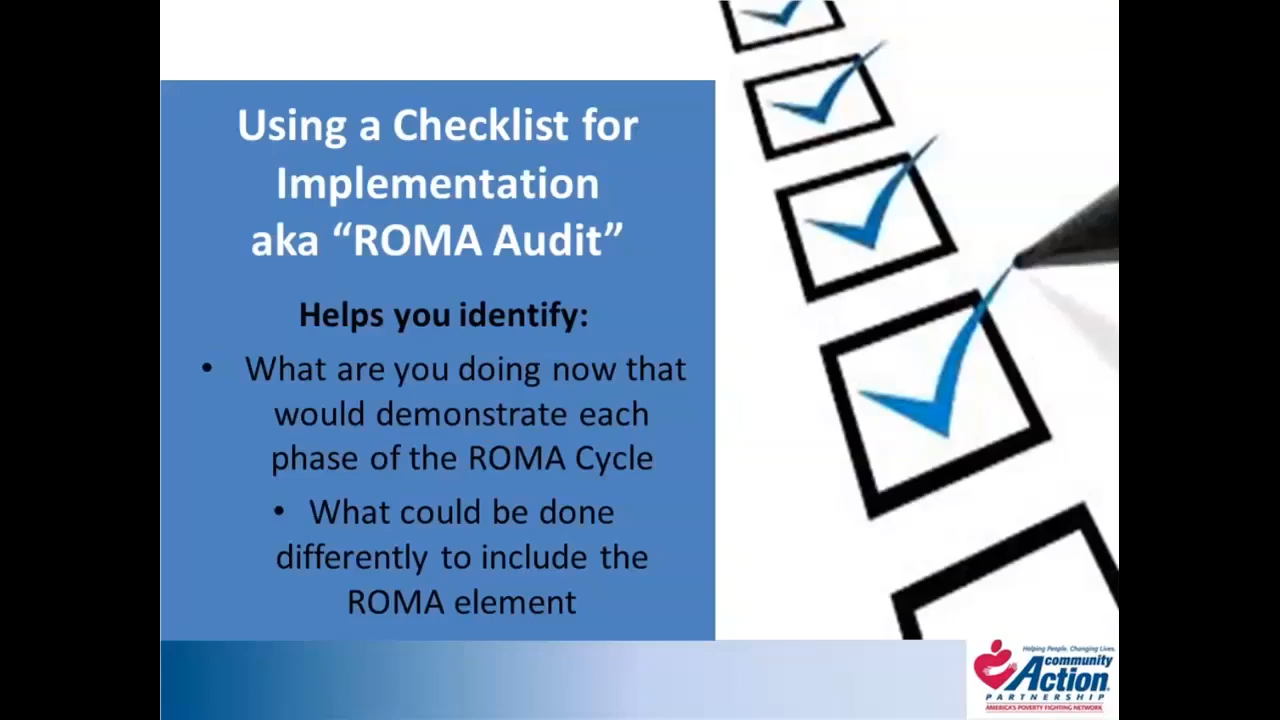 Using a Checklist for
Implementation
aka “ROMA Audit”
Helps you identify:
• What are you doing now that
would demonstrate each
phase of the ROMA Cycle
• What could be done
differently to include the
ROMA element
Helping People. Changing Lives.
community
Action
PARTNERSHIP
AMERICA'S POVERTY FIGHTING NETWORK